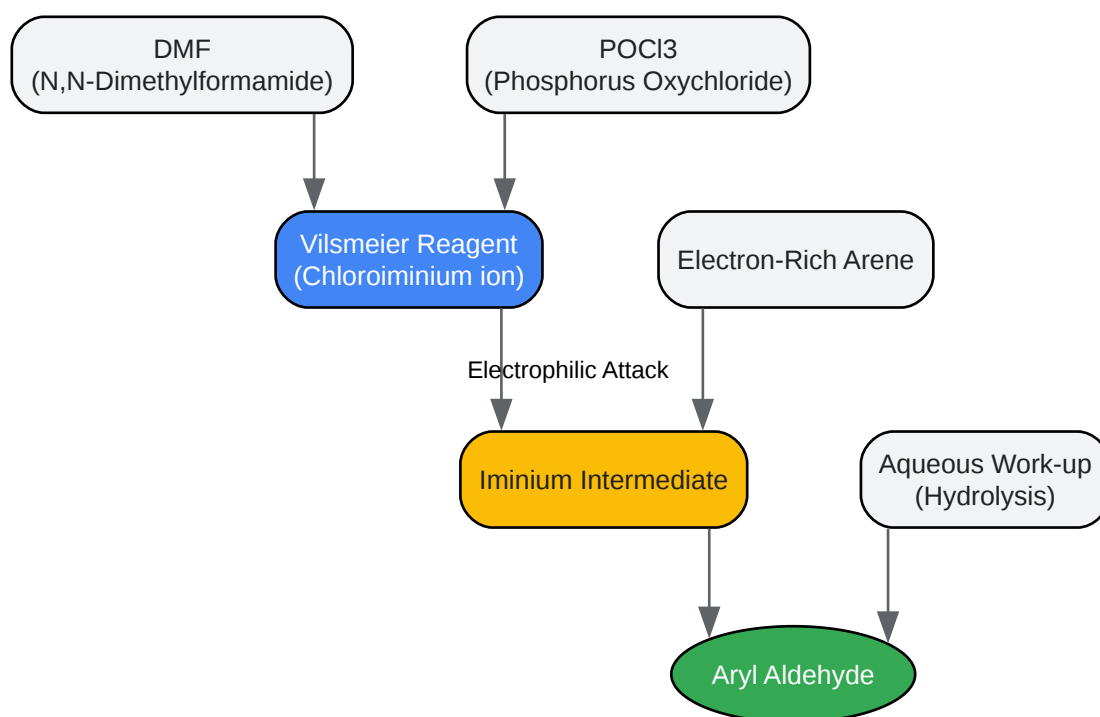 DMF
(N,N-Dimethylformamide)
POCl3
(Phosphorus Oxychloride)
Vilsmeier Reagent
(Chloroiminium ion)
Electron-Rich Arene
Electrophilic Attack
Iminium Intermediate
Aqueous Work-up
(Hydrolysis)
Aryl Aldehyde